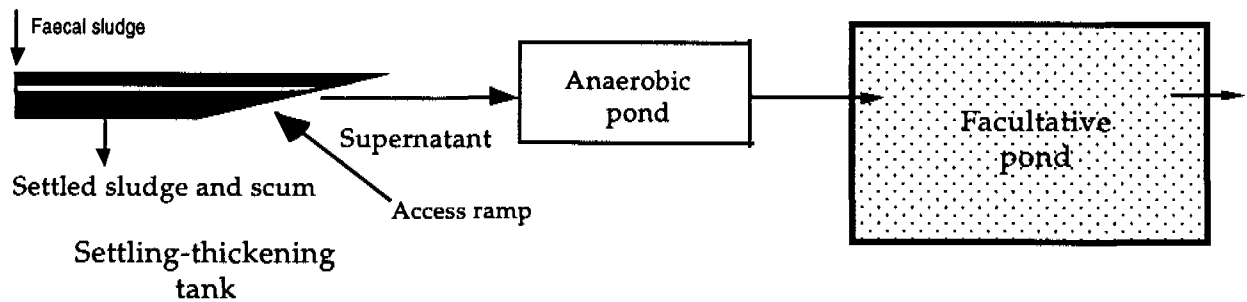 Faecal sludge
Anaerobic
pond
Facultative
pond
Supernatant
Settled sludge and scum
Access ramp
Settling-thickening
tank